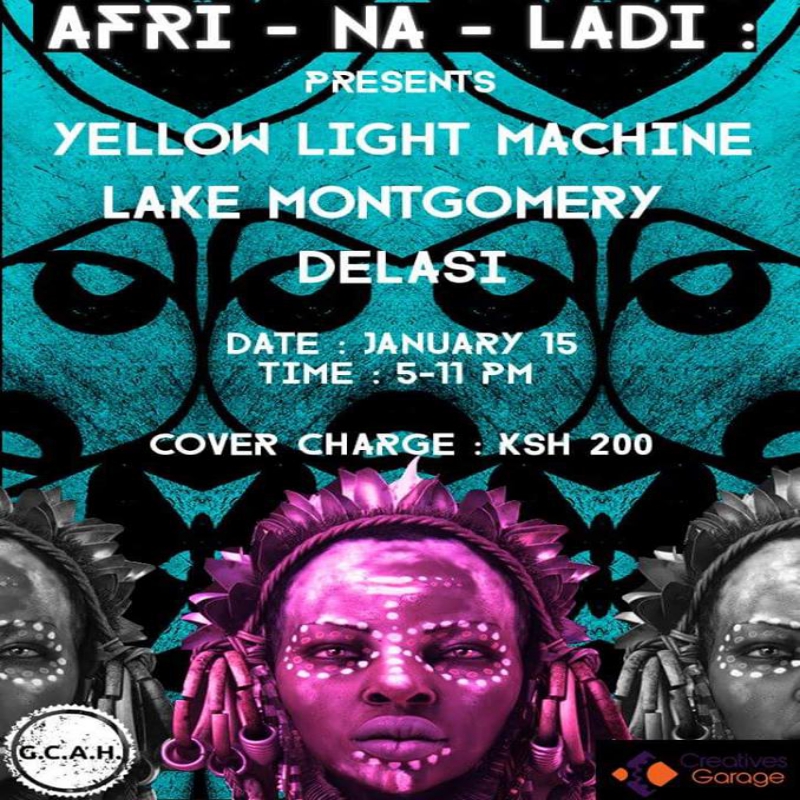 AFRI - NA - LADI :
PRESENTS
YELLOW LIGHT MACHINE
LAKE MONTGOMERY
DELASI
DATE : JANUARY 15
TIME : 5-11 PM
COVER CHARGE : KSH 200
G.C.A.H.
Creatives
Garage